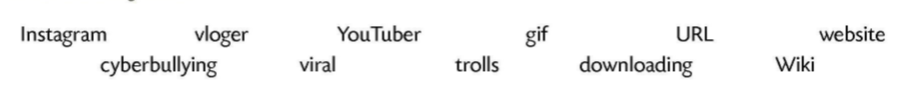 Instagram vloger YouTuber gif URL website
cyberbullying viral trolls downloading Wiki